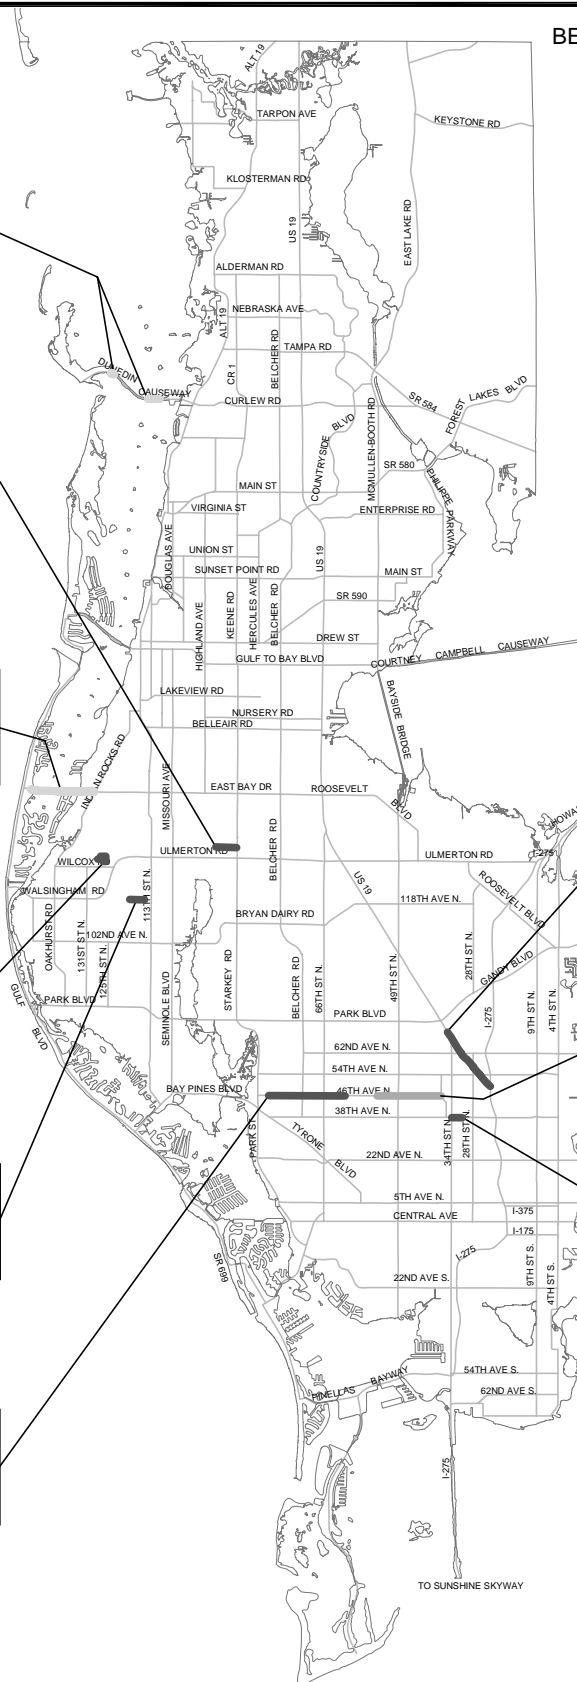 BE
ALT 19
TARPON AVE
KEYSTONE RD
KLOSTERMAN RD
US 19
EAST LAKE RD
ALDERMAN RD
NEBRASKA AVE
ALT 19
TAMPA RD
BELCHER RD
CR 1
DUNEDIN
CAUSEWAY
CURLEW RD
SR 584
FOREST
LAKES BLVD
COUNTRYSIDE
BLVD
MCMULLEN-BOOTH RD
SR 580
MAIN ST
PHILIPPE PARKWAY
VIRGINIA ST
ENTERPRISE RD
DOUGLAS AVE
UNION ST
US 19
SUNSET POINT RD
MAIN ST
HIGHLAND AVE
KEENE RD
HERCULES AVE
BELCHER RD
SR 590
DREW ST
GULF TO BAY BLVD
COURTNEY
CAMPBELL
CAUSEWAY
LAKEVIEW RD
BAYSIDE BRIDGE
NURSERY RD
BELLEAIR RD
INDIAN ROCKS RD
MISSOURI AVE
EAST BAY DR
ROOSEVELT
BLVD
BELCHER RD
ULMERTON RD
ULMERTON RD
I-275
HOWA
WILCOX
WALSINGHAM RD
113TH ST N.
US 19
ROOSEVELT BLVD
118TH AVE N.
OAKHURST RD
131ST ST N.
125TH ST N.
102ND AVE N.
BRYAN DAIRY RD
SEMINOLE BLVD
STARKEY RD
BELCHER RD
66TH ST N.
49TH ST N.
28TH ST N.
GANDY BLVD
I-275
9TH ST N.
4TH ST N.
GULF
BLVD
PARK BLVD
PARK BLVD
62ND AVE N.
54TH AVE N.
BAY PINES BLVD
46TH AVE N.
38TH AVE N.
PARK ST
TYRONE
BLVD
34TH ST N.
28TH ST N.
22ND AVE N.
5TH AVE N.
I-375
CENTRAL AVE
I-175
SR 699
I-275
9TH ST S.
4TH ST S.
22ND AVE S.
54TH AVE S.
PINELLAS
BAYWAY
62ND AVE S.
I-275
TO SUNSHINE SKYWAY